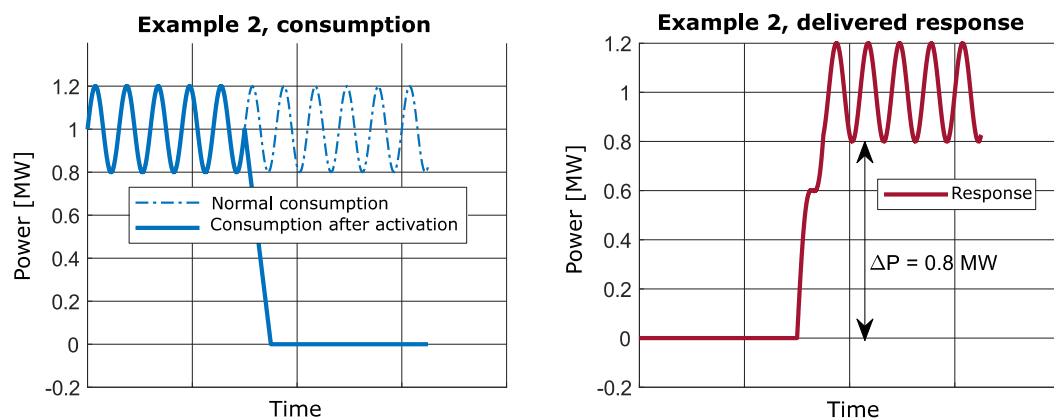 Example 2, consumption
1.2
1
0.8
0.6
0.4
0.2
0
-0.2
Power [MW]
Normal consumption
Consumption after activation
Time
Example 2, delivered response
1.2
1
0.8
0.6
0.4
0.2
0
-0.2
Power [MW]
Response
ΔP = 0.8 MW
Time